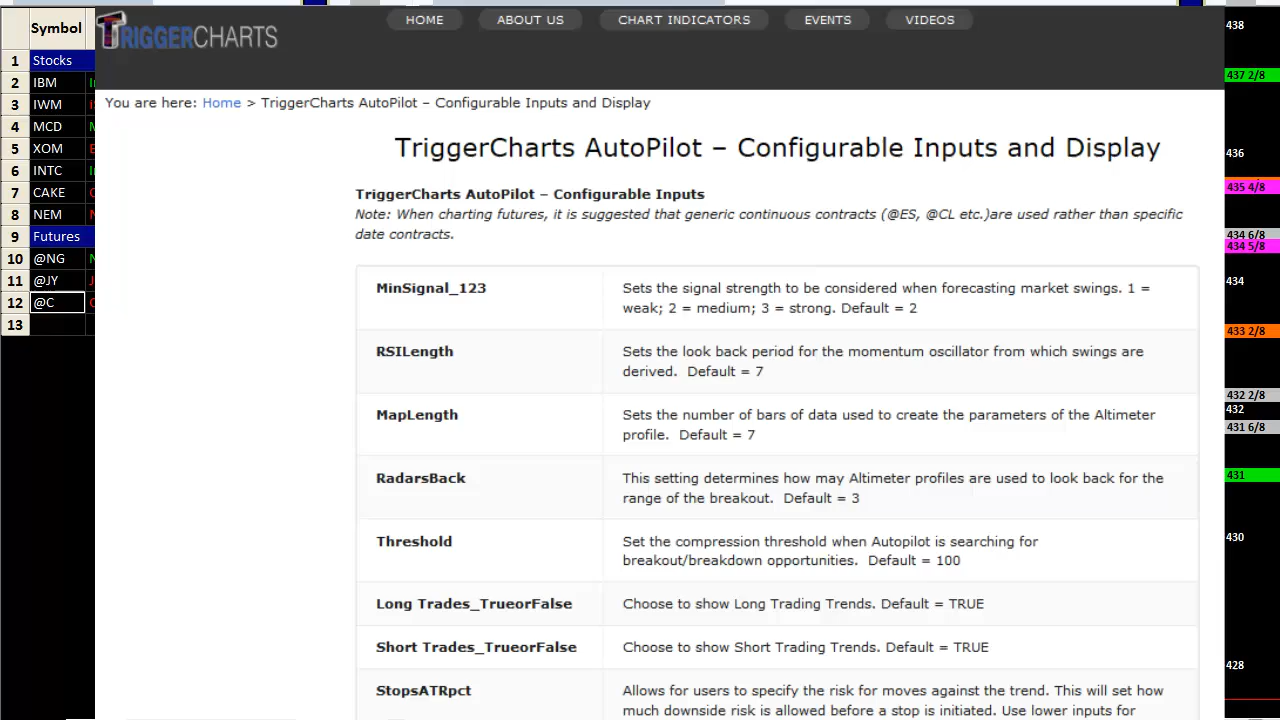 Symbol
1 Stocks
2 IBM
3 IWM
4 MCD
5 XOM
6 INTC
7 CAKE
8 NEM
9 Futures
10 @NG
11 @JY
12 @C
13
TRIGGERCHARTS
HOME
ABOUT US
CHART INDICATORS
EVENTS
VIDEOS
You are here: Home > TriggerCharts AutoPilot – Configurable Inputs and Display
TriggerCharts AutoPilot – Configurable Inputs and Display
TriggerCharts AutoPilot – Configurable Inputs
Note: When charting futures, it is suggested that generic continuous contracts (@ES, @CL etc.)are used rather than specific
date contracts.
MinSignal_123
Sets the signal strength to be considered when forecasting market swings. 1 =
weak; 2 = medium; 3 = strong. Default = 2
RSILength
Sets the look back period for the momentum oscillator from which swings are
derived. Default = 7
MapLength
Sets the number of bars of data used to create the parameters of the Altimeter
profile. Default = 7
RadarsBack
This setting determines how may Altimeter profiles are used to look back for the
range of the breakout. Default = 3
Threshold
Set the compression threshold when Autopilot is searching for
breakout/breakdown opportunities. Default = 100
Long Trades_TrueorFalse
Choose to show Long Trading Trends. Default = TRUE
Short Trades_TrueorFalse
Choose to show Short Trading Trends. Default = TRUE
StopsATRpct
Allows for users to specify the risk for moves against the trend. This will set how
much downside risk is allowed before a stop is initiated. Use lower inputs for
438
437 2/8
436
435 4/8
434 6/8
434 5/8
434
433 2/8
432 2/8
432
431 6/8
431
430
428